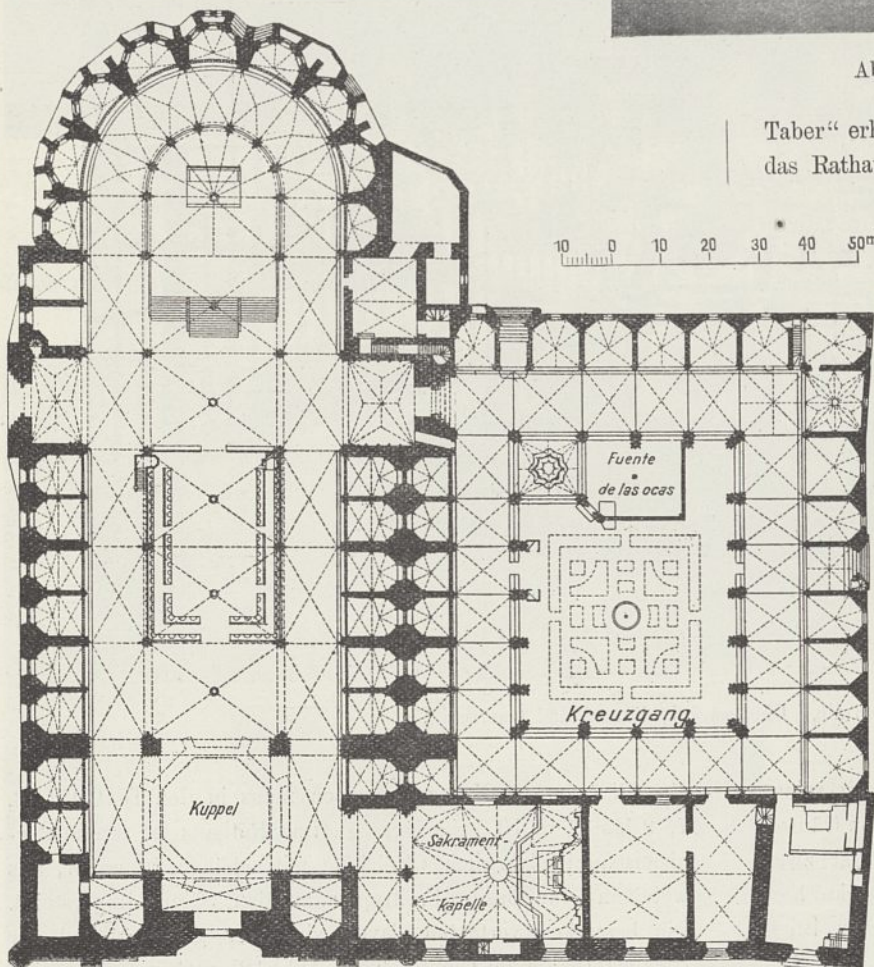 Ab
Taber“ erh
das Rathau
10 0 10 20 30 40 50m
Fuente
de las ocas
Kreuzgang
Kuppel
Sakrament
kapelle